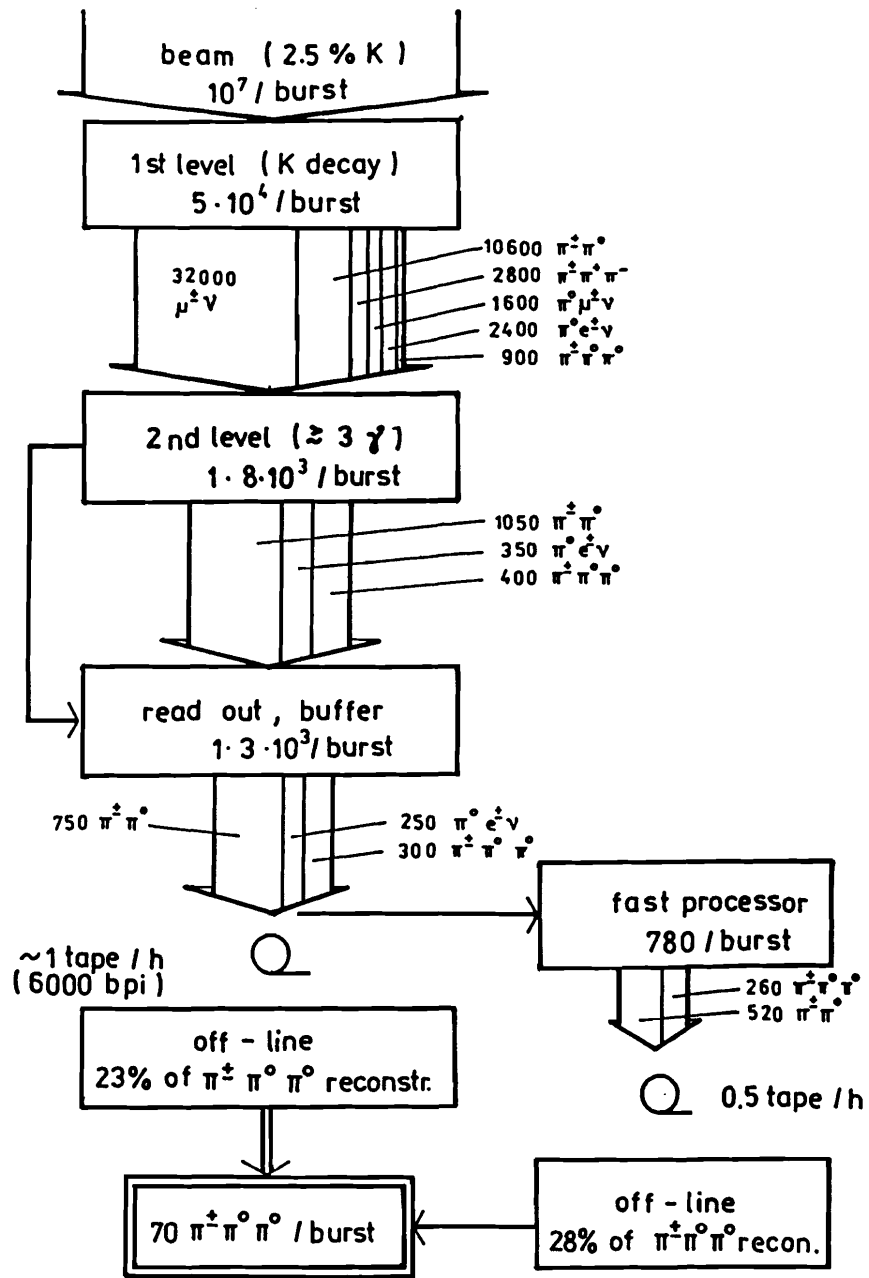 beam ( 2.5 % K )
10⁷ / burst
1st level ( K decay )
5 · 10⁴ / burst
32000
μ± ν
10600 π± π°
2800 π± π⁺ π⁻
1600 π° μ± ν
2400 π° e± ν
900 π± π° π°
2nd level ( ≳ 3 γ )
1 · 8 · 10³ / burst
1050 π± π°
350 π° e± ν
400 π± π° π°
read out , buffer
1 · 3 · 10³ / burst
750 π± π°
250 π° e± ν
300 π± π° π°
fast processor
780 / burst
~1 tape / h
(6000 bpi)
260 π± π° π°
520 π± π°
off - line
23% of π± π° π° reconstr.
0.5 tape / h
70 π± π° π° / burst
off - line
28% of π± π° π° recon.